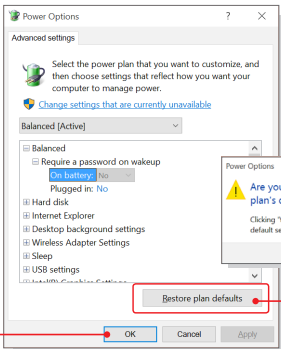 Power Options ? ×
Advanced settings
Select the power plan that you want to customize, and
then choose settings that reflect how you want your
computer to manage power.
Change settings that are currently unavailable
Balanced [Active]
Balanced
Require a password on wakeup
On battery: No
Plugged in: No
Hard disk
Internet Explorer
Desktop background settings
Wireless Adapter Settings
Sleep
USB settings
Intel(R) Graphics Settings
Power Options
Are you
plan's d
Clicking "Y
default se
Restore plan defaults
OK Cancel Apply